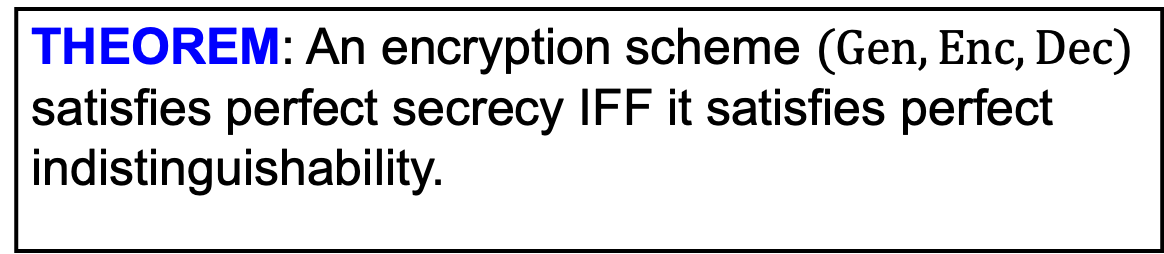 THEOREM: An encryption scheme (Gen, Enc, Dec)
satisfies perfect secrecy IFF it satisfies perfect
indistinguishability.